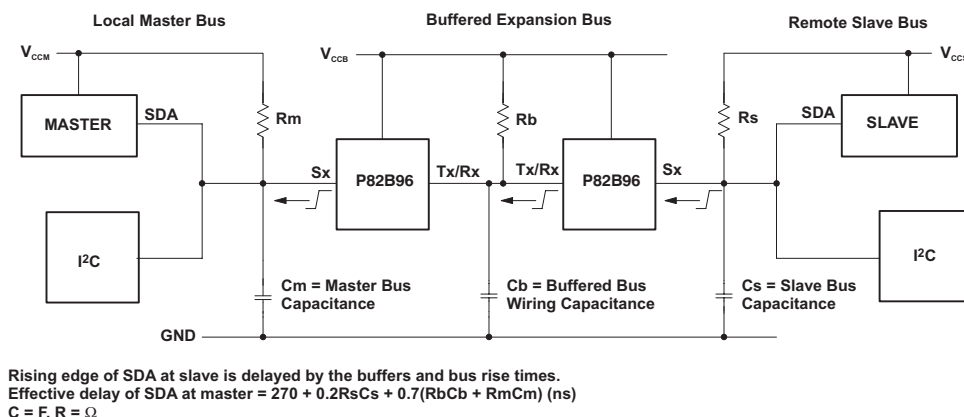 Local Master Bus
Buffered Expansion Bus
Remote Slave Bus
VCCM
VCCB
VCCS
MASTER
SDA
Rm
Rb
Rs
SDA
SLAVE
Sx
P82B96
Tx/Rx
Tx/Rx
P82B96
Sx
I²C
I²C
Cm = Master Bus
Capacitance
Cb = Buffered Bus
Wiring Capacitance
Cs = Slave Bus
Capacitance
GND
Rising edge of SDA at slave is delayed by the buffers and bus rise times.
Effective delay of SDA at master = 270 + 0.2RsCs + 0.7(RbCb + RmCm) (ns)
C = F, R = Ω